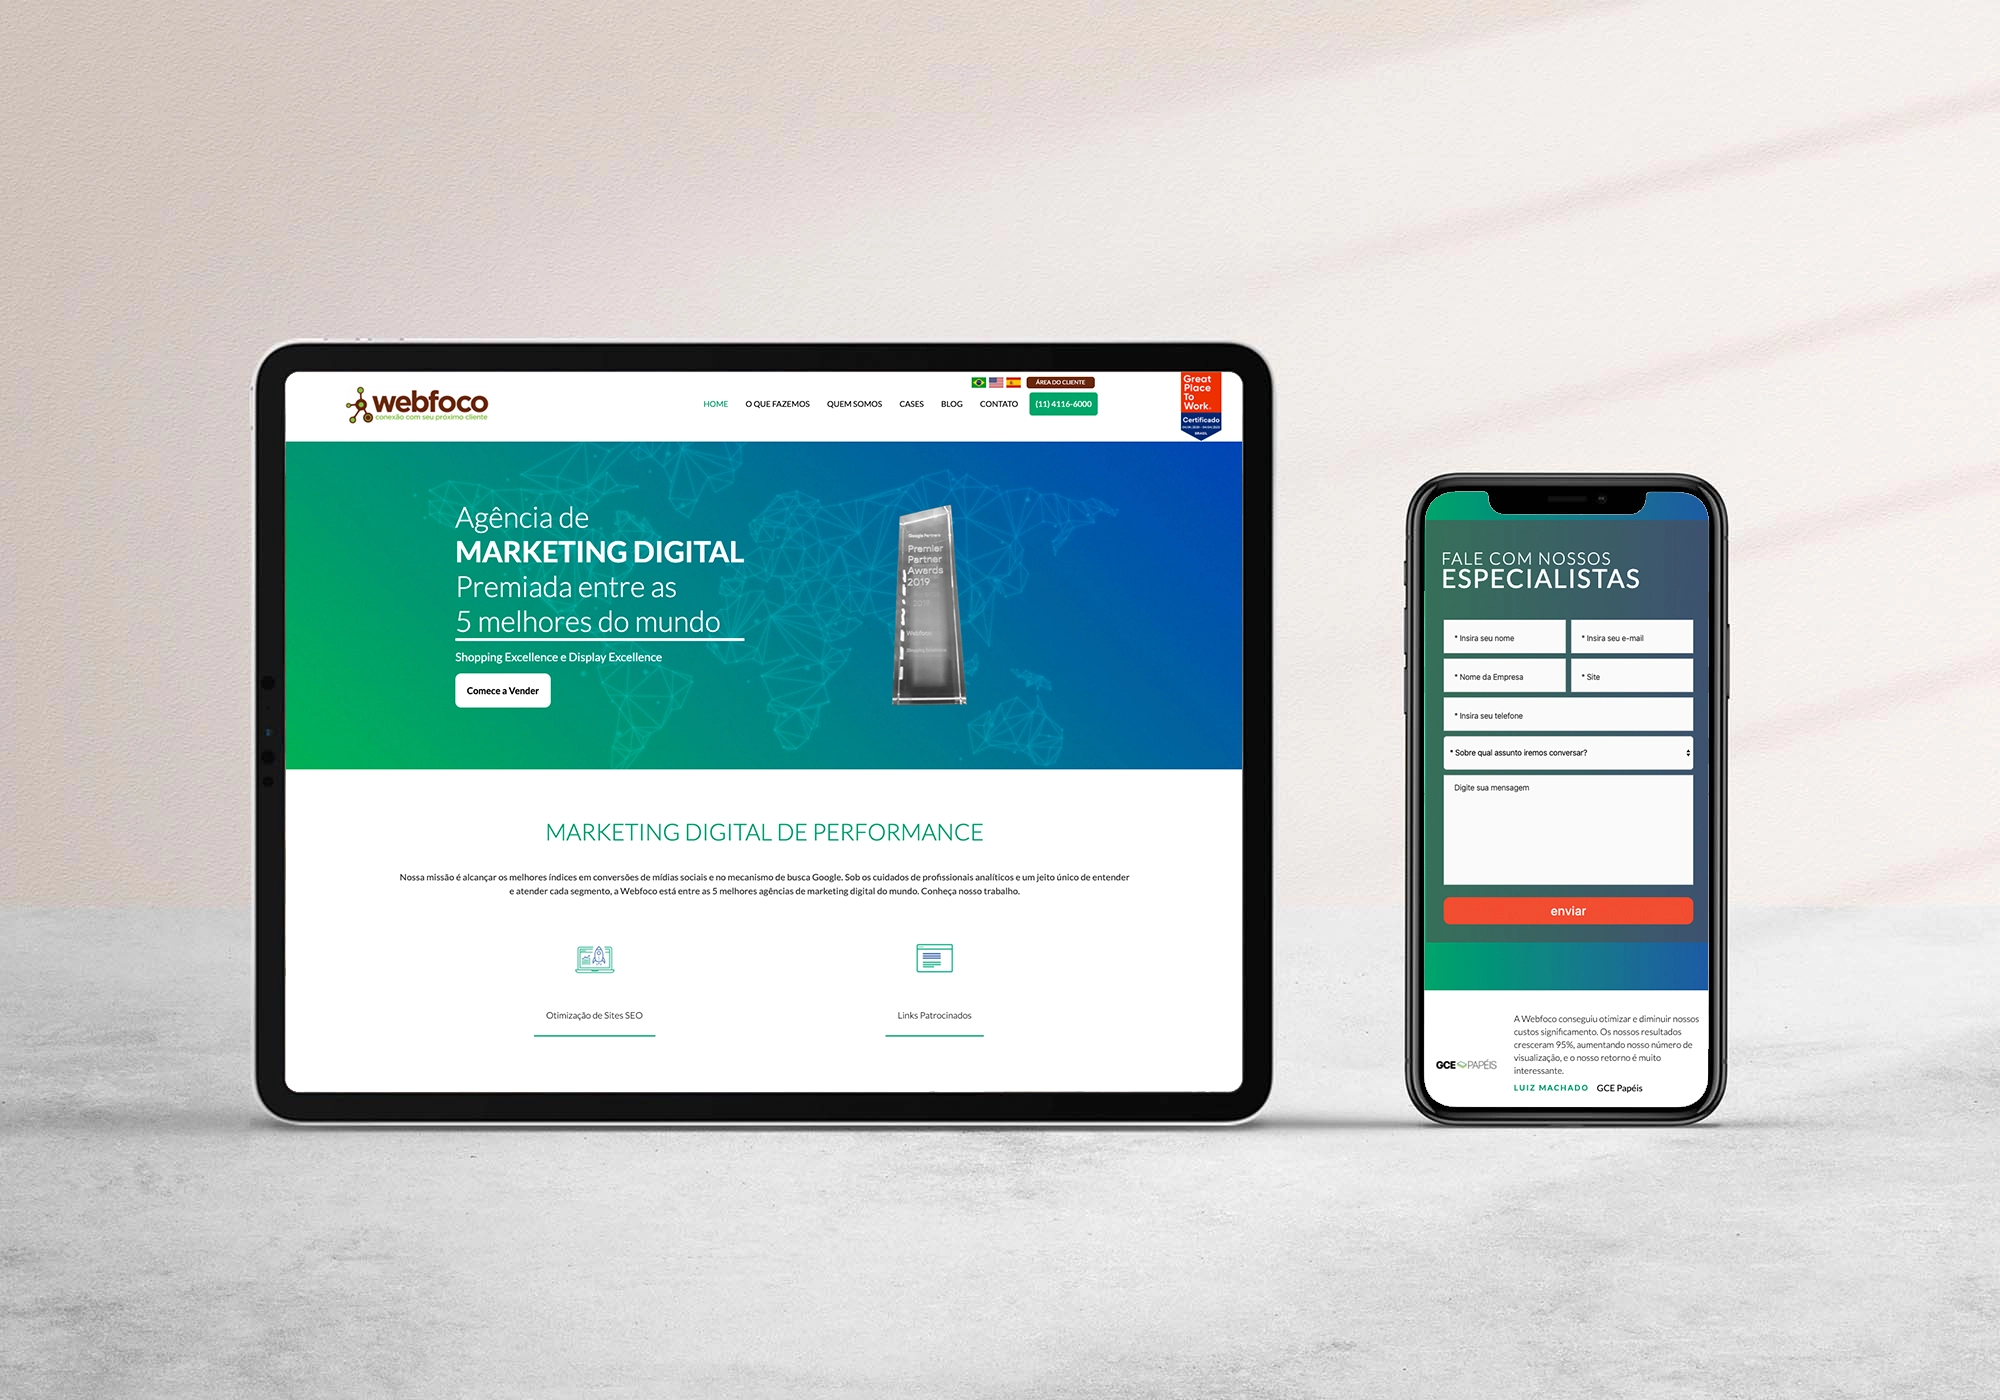 webfoco
conexão com seu próximo cliente
ÁREA DO CLIENTE
HOME O QUE FAZEMOS QUEM SOMOS CASES BLOG CONTATO (11) 4116-6000
Great
Place
To
Work.
Certificado
BRASIL
Agência de
MARKETING DIGITAL
Premiada entre as
5 melhores do mundo
Shopping Excellence e Display Excellence
Comece a Vender
Google Partners
Premier
Partner
Awards
2019
2019
Webfoco
Shopping Excellence
MARKETING DIGITAL DE PERFORMANCE
Nossa missão é alcançar os melhores índices em conversões de mídias sociais e no mecanismo de busca Google. Sob os cuidados de profissionais analíticos e um jeito único de entender
e atender cada segmento, a Webfoco está entre as 5 melhores agências de marketing digital do mundo. Conheça nosso trabalho.
Otimização de Sites SEO
Links Patrocinados
FALE COM NOSSOS
ESPECIALISTAS
* Insira seu nome
* Insira seu e-mail
* Nome da Empresa
* Site
* Insira seu telefone
* Sobre qual assunto iremos conversar?
Digite sua mensagem
enviar
GCE PAPÉIS
A Webfoco conseguiu otimizar e diminuir nossos
custos significamento. Os nossos resultados
cresceram 95%, aumentando nosso número de
visualização, e o nosso retorno é muito
interessante.
LUIZ MACHADO GCE Papéis